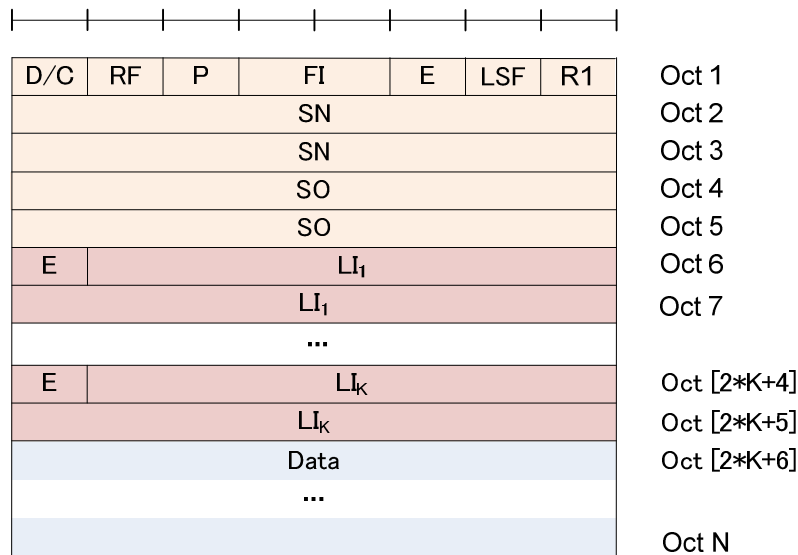 D/C RF P FI E LSF R1 Oct 1
SN Oct 2
SN Oct 3
SO Oct 4
SO Oct 5
E LI₁ Oct 6
LI₁ Oct 7
...
E LIK Oct [2*K+4]
LIK Oct [2*K+5]
Data Oct [2*K+6]
...
Oct N